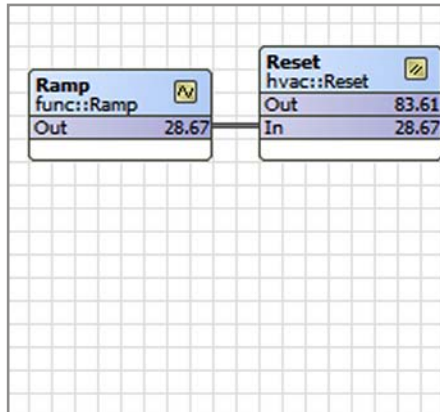 Ramp
func::Ramp
Out 28.67
Reset
hvac::Reset
Out 83.61
In 28.67